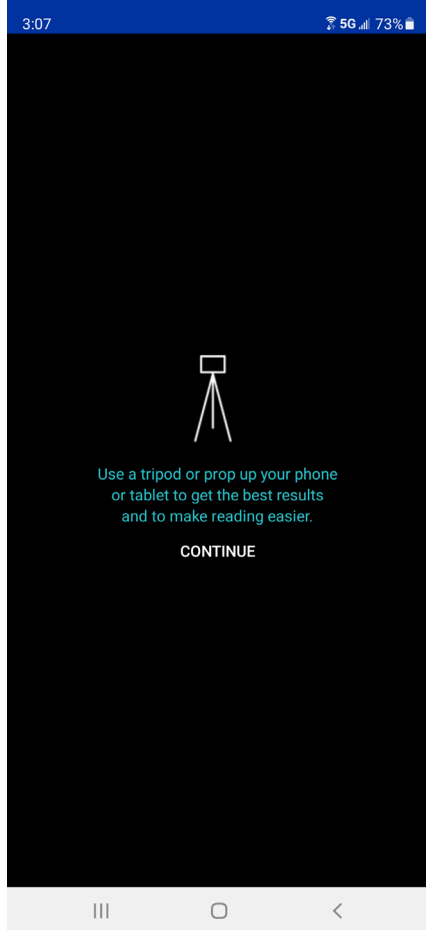 3:07 5G 73%
Use a tripod or prop up your phone
or tablet to get the best results
and to make reading easier.
CONTINUE